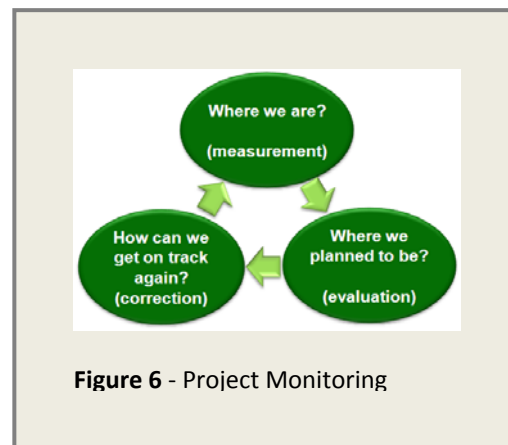 Where we are?
(measurement)
How can we
get on track
again?
(correction)
Where we
planned to be?
(evaluation)
Figure 6 - Project Monitoring